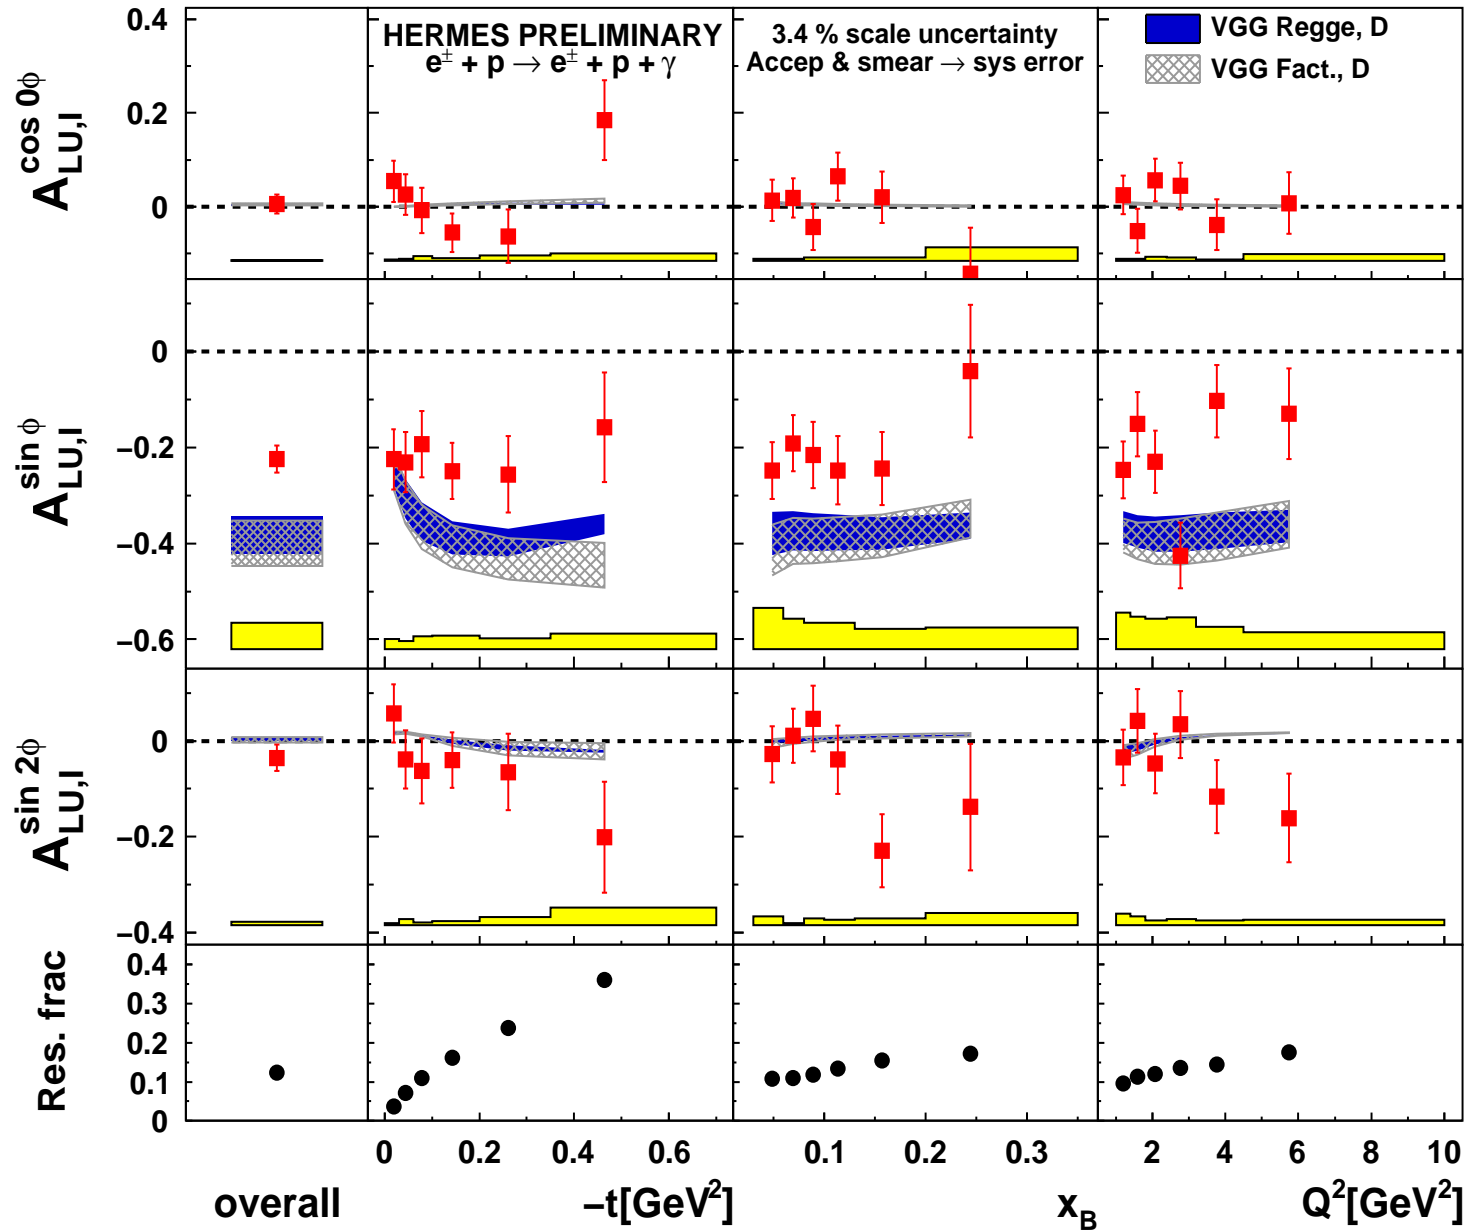 HERMES PRELIMINARY
e± + p → e± + p + γ
3.4 % scale uncertainty
Accep & smear → sys error
VGG Regge, D
VGG Fact., D
A_LU,I^cos 0ϕ
0.4
0.2
0
A_LU,I^sin ϕ
0
−0.2
−0.4
−0.6
A_LU,I^sin 2ϕ
0
−0.2
−0.4
Res. frac
0.4
0.3
0.2
0.1
0
0 0.2 0.4 0.6
0.1 0.2 0.3
2 4 6 8 10
overall
−t[GeV²]
x_B
Q²[GeV²]